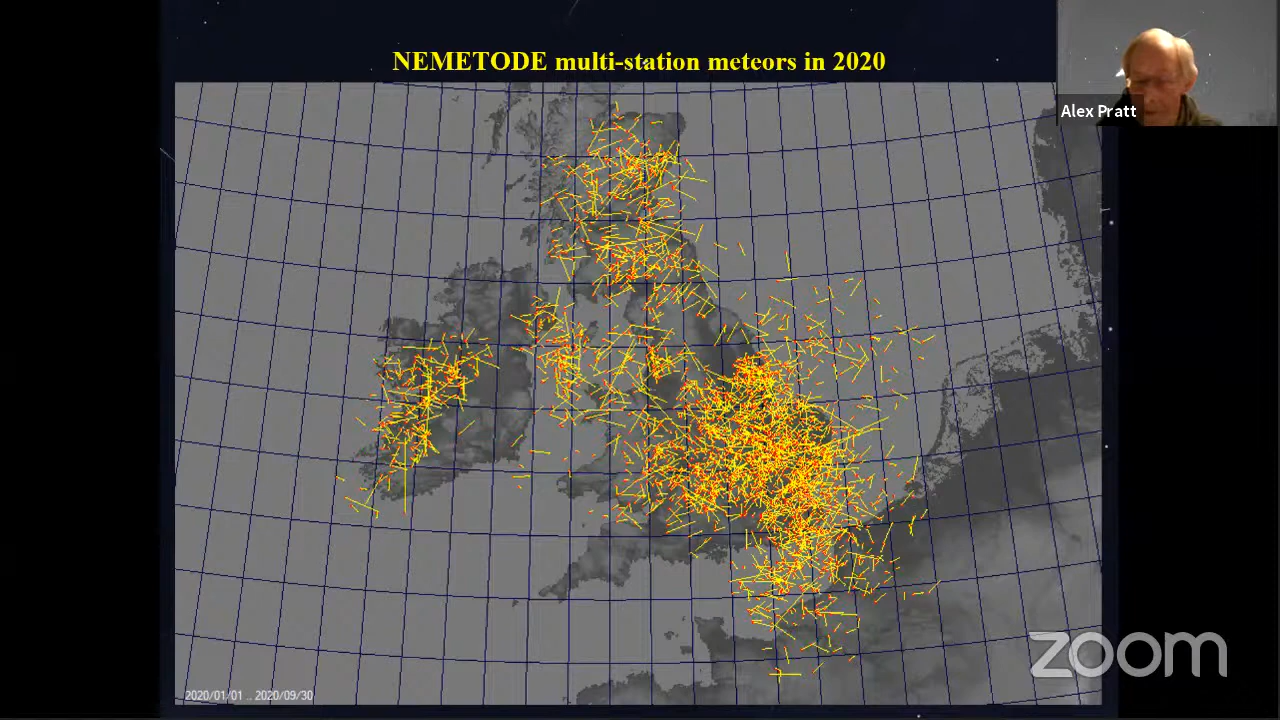 NEMETODE multi-station meteors in 2020
Alex Pratt
2020/01/01 .. 2020/09/30
zoom